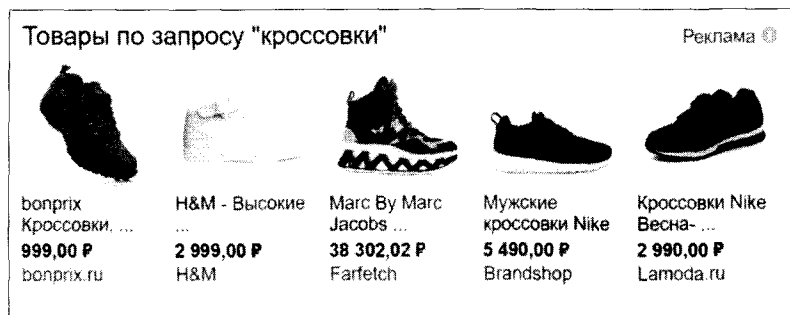 Товары по запросу "кроссовки"
Реклама
bonprix
Кроссовки. ...
999,00 ₽
bonprix.ru
H&M - Высокие
...
2 999,00 ₽
H&M
Marc By Marc
Jacobs ...
38 302,02 ₽
Farfetch
Мужские
кроссовки Nike
5 490,00 ₽
Brandshop
Кроссовки Nike
Весна- ...
2 990,00 ₽
Lamoda.ru